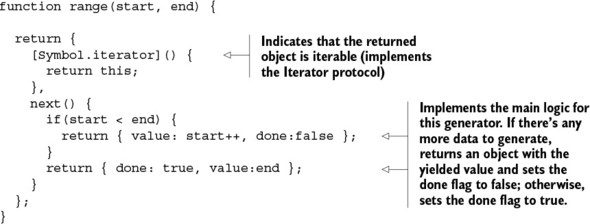 function range(start, end) {
return {
[Symbol.iterator]() {
return this;
},
next() {
if(start < end) {
return { value: start++, done:false };
}
return { done: true, value:end };
}
};
}
Indicates that the returned
object is iterable (implements
the Iterator protocol)
Implements the main logic for
this generator. If there’s any
more data to generate,
returns an object with the
yielded value and sets the
done flag to false; otherwise,
sets the done flag to true.